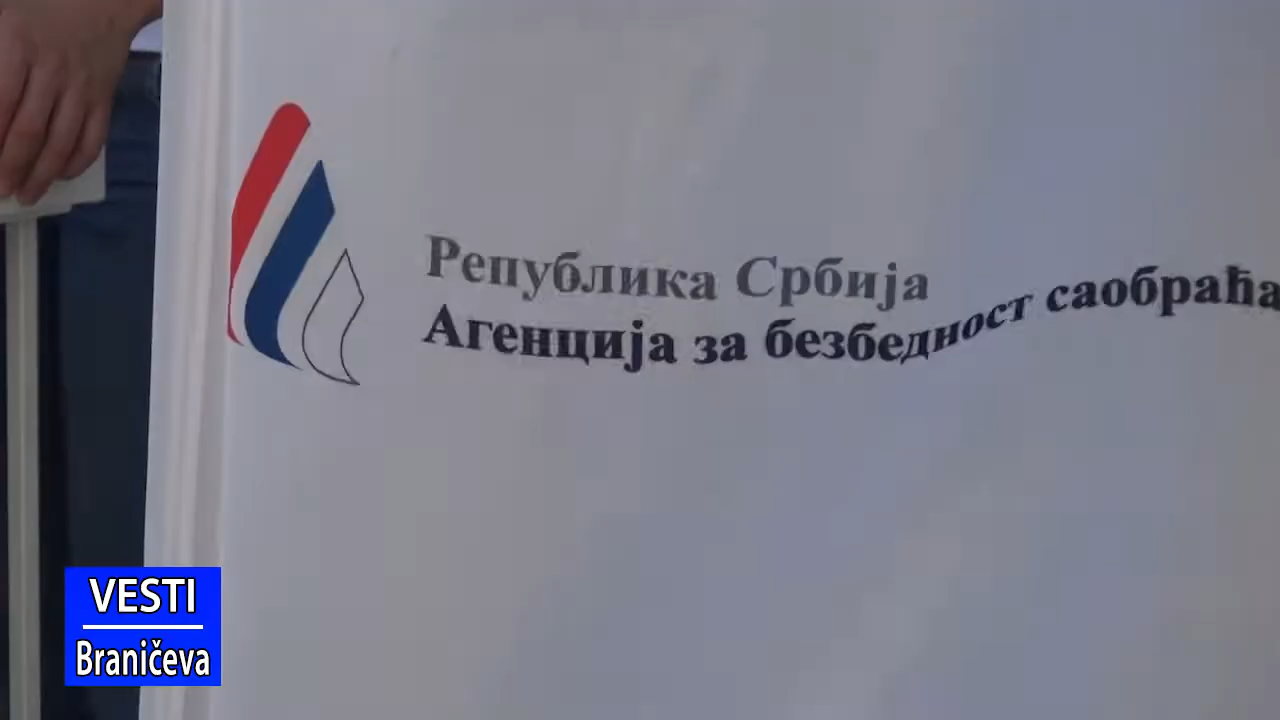 Република Србија
Агенција за безбедност саобраћа
VESTI
Braničeva